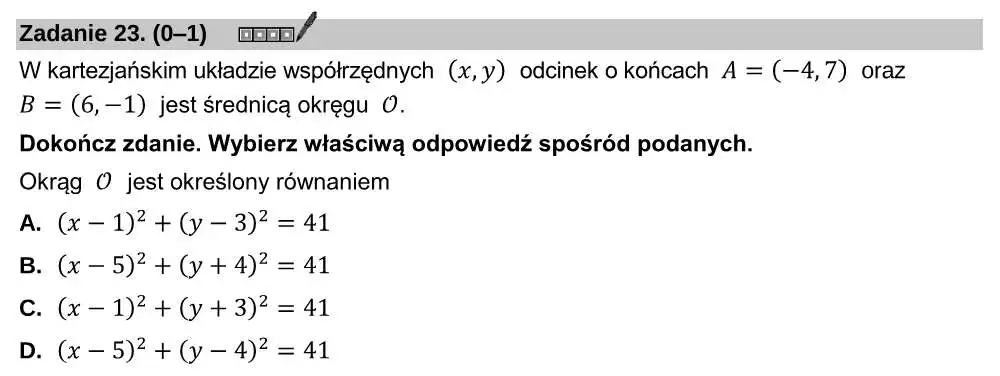 Zadanie 23. (0–1)
W kartezjańskim układzie współrzędnych (x, y) odcinek o końcach A = (−4, 7) oraz
B = (6, −1) jest średnicą okręgu 𝒪.
Dokończ zdanie. Wybierz właściwą odpowiedź spośród podanych.
Okrąg 𝒪 jest określony równaniem
A. (x − 1)² + (y − 3)² = 41
B. (x − 5)² + (y + 4)² = 41
C. (x − 1)² + (y + 3)² = 41
D. (x − 5)² + (y − 4)² = 41